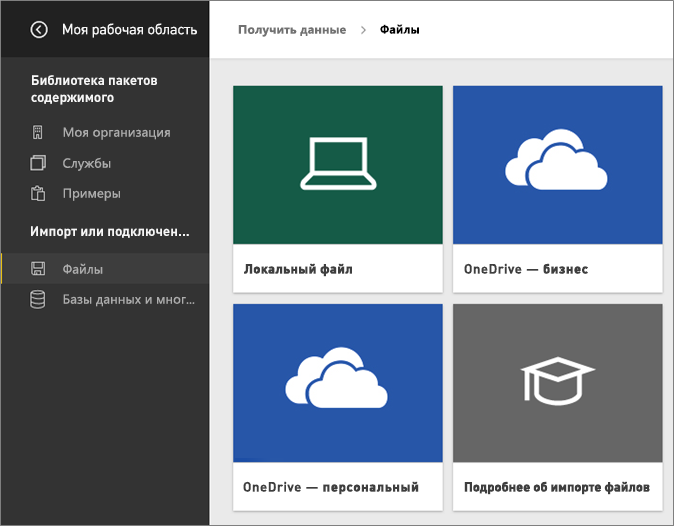 Моя рабочая область
Библиотека пакетов
содержимого
Моя организация
Службы
Примеры
Импорт или подключен...
Файлы
Базы данных и мног...
Получить данные > Файлы
Локальный файл
OneDrive — бизнес
OneDrive — персональный
Подробнее об импорте файлов